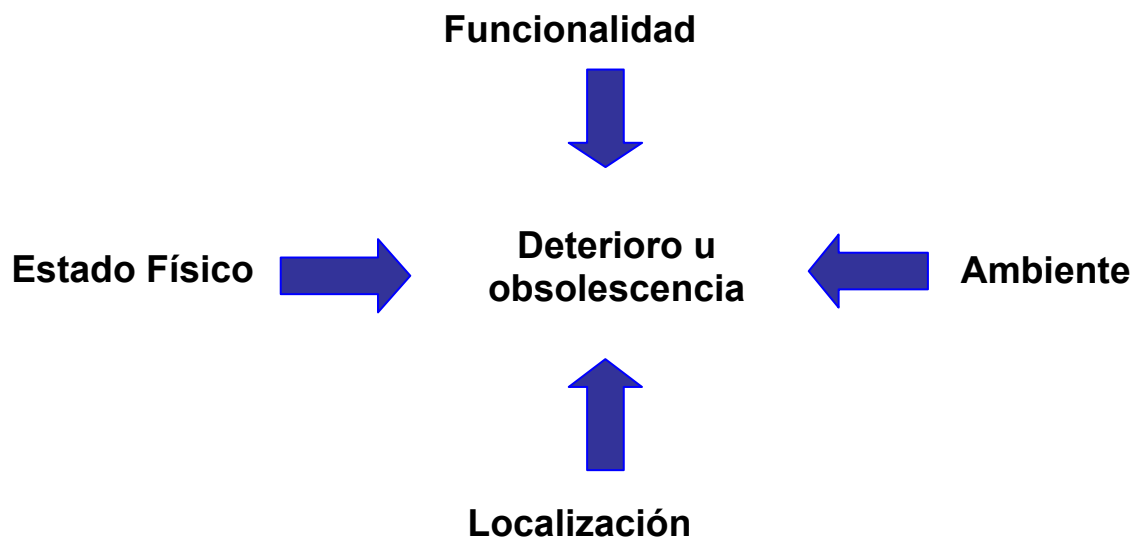 Funcionalidad
Estado Físico
Deterioro u
obsolescencia
Ambiente
Localización